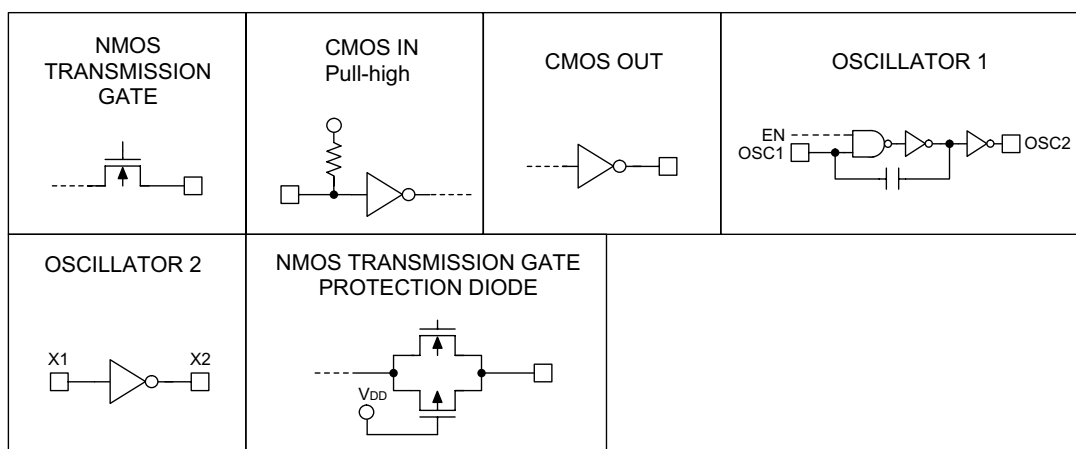 NMOS
TRANSMISSION
GATE
CMOS IN
Pull-high
CMOS OUT
OSCILLATOR 1
EN
OSC1
OSC2
OSCILLATOR 2
X1
X2
NMOS TRANSMISSION GATE
PROTECTION DIODE
VDD